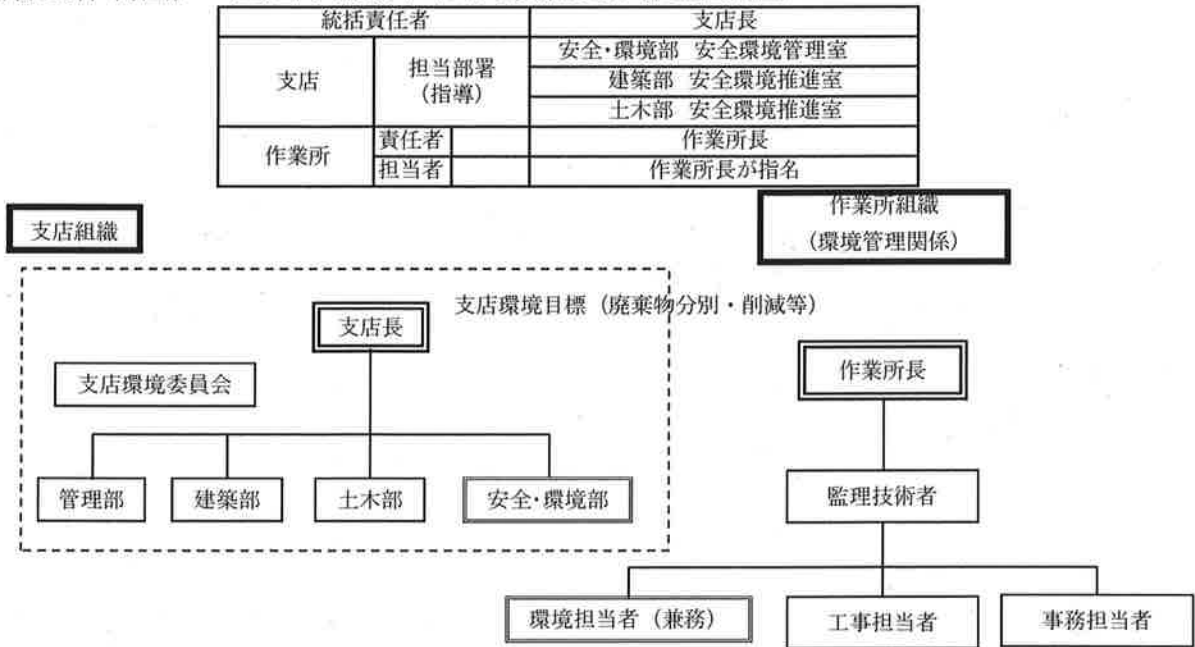 統括責任者 支店長
支店 担当部署 安全・環境部 安全環境管理室
(指導) 建築部 安全環境推進室
土木部 安全環境推進室
作業所 責任者 作業所長
担当者 作業所長が指名
支店組織
作業所組織
(環境管理関係)
支店環境目標(廃棄物分別・削減等)
支店長
支店環境委員会
管理部 建築部 土木部 安全・環境部
作業所長
監理技術者
環境担当者(兼務) 工事担当者 事務担当者